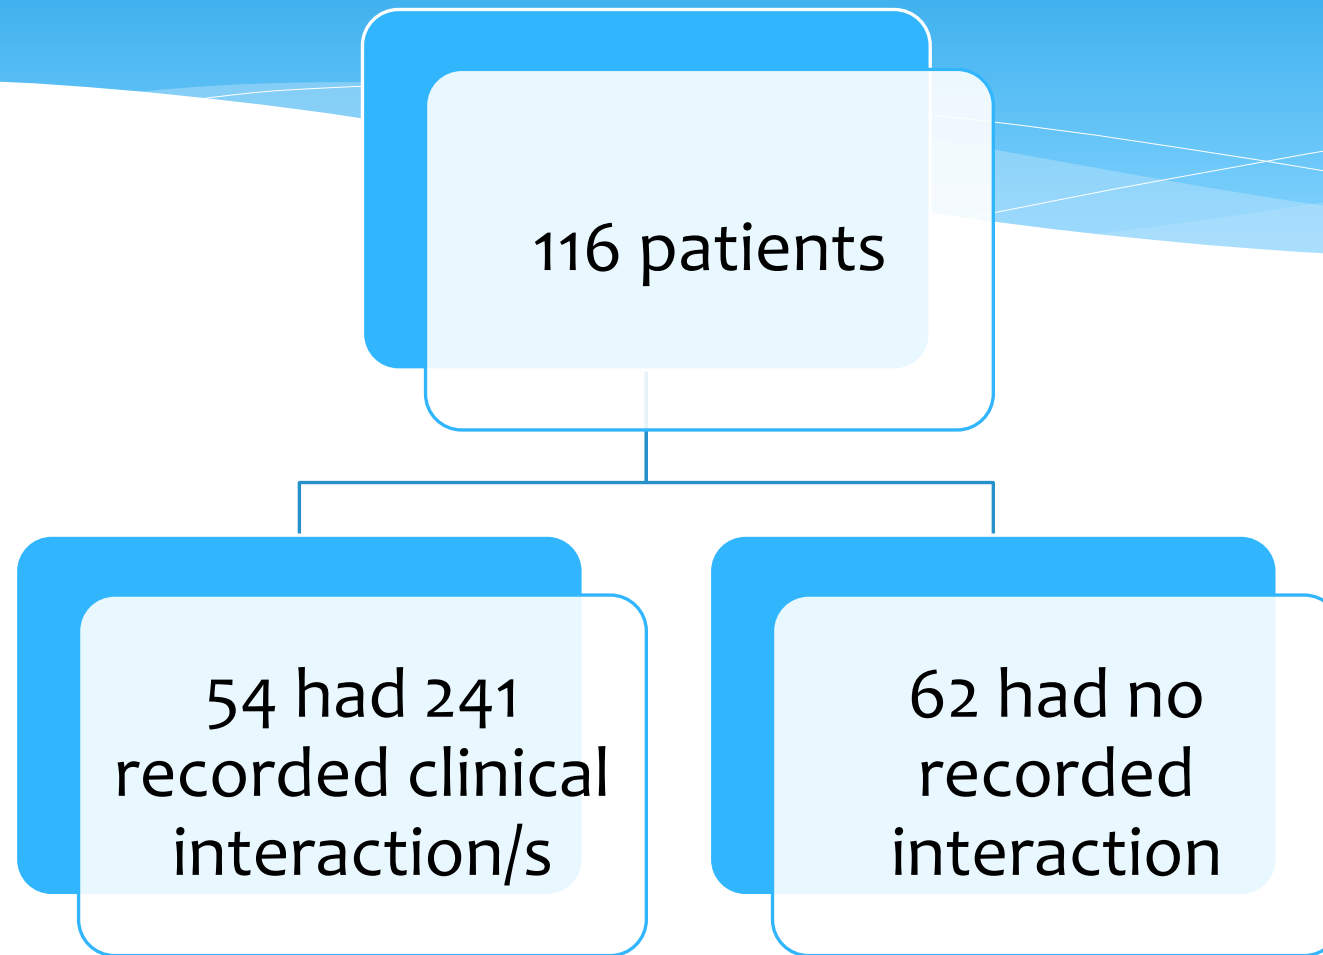 116 patients
54 had 241
recorded clinical
interaction/s
62 had no
recorded
interaction